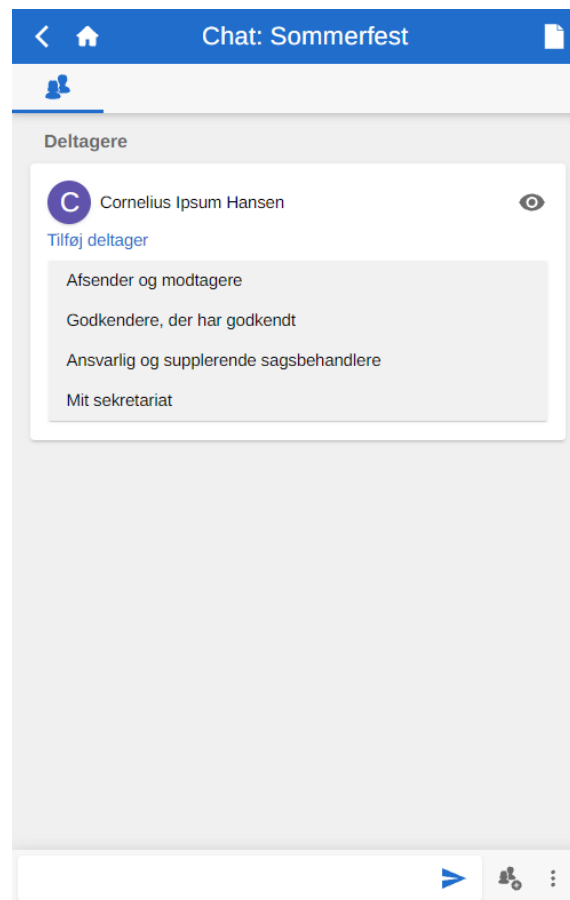 Chat: Sommerfest
Deltagere
C
Cornelius Ipsum Hansen
Tilføj deltager
Afsender og modtagere
Godkendere, der har godkendt
Ansvarlig og supplerende sagsbehandlere
Mit sekretariat